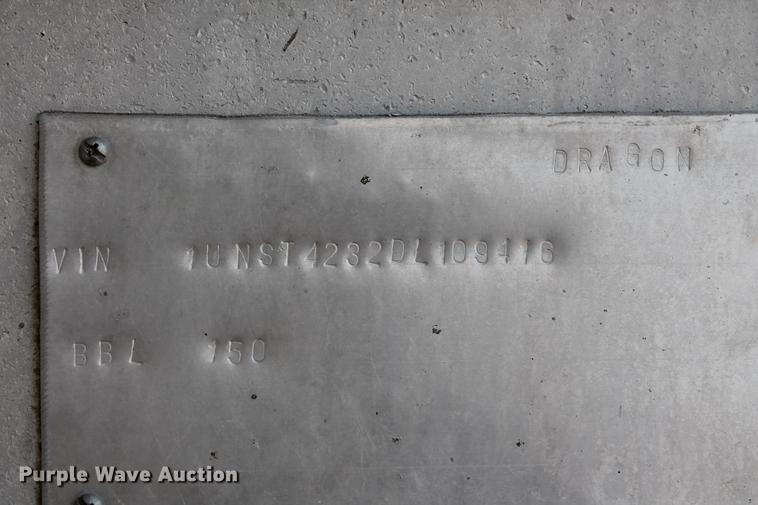 DRAGON
VIN 1UNST4232DL109416
BBL 150
Purple Wave Auction